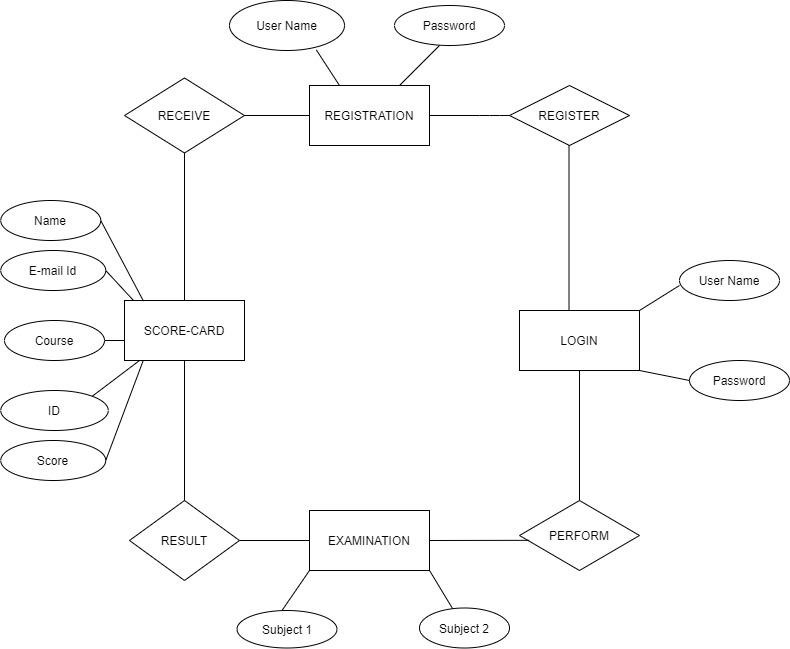 User Name
Password
RECEIVE
REGISTRATION
REGISTER
Name
E-mail Id
User Name
SCORE-CARD
Course
LOGIN
Password
ID
Score
RESULT
EXAMINATION
PERFORM
Subject 1
Subject 2